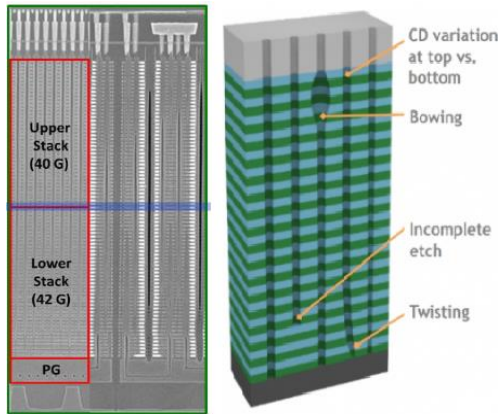 Upper
Stack
(40 G)
Lower
Stack
(42 G)
PG
CD variation
at top vs.
bottom
Bowing
Incomplete
etch
Twisting